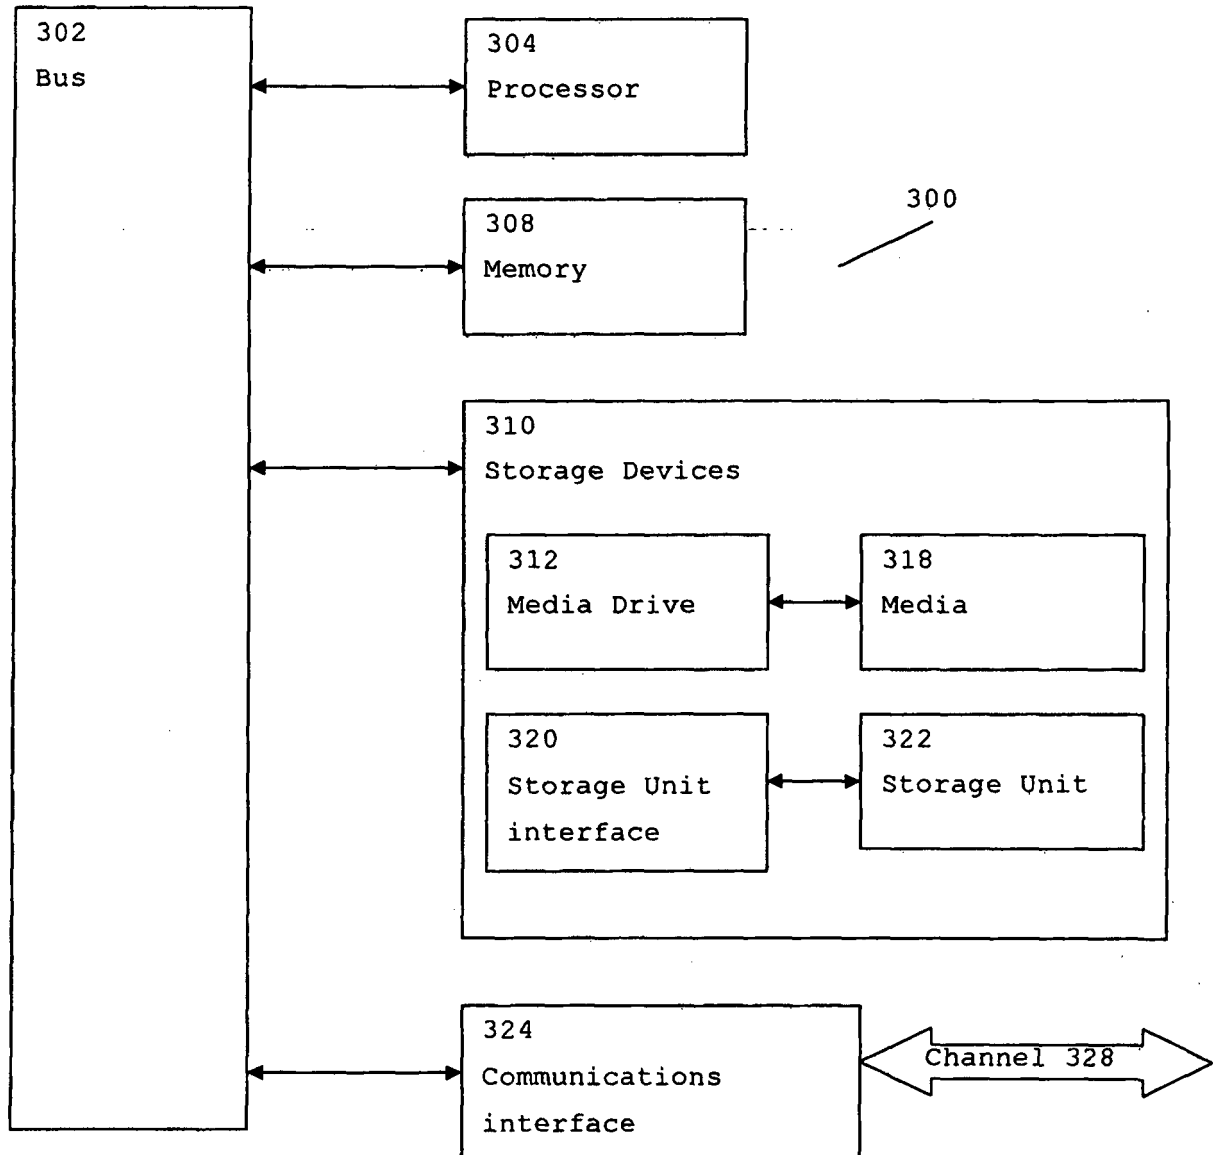 302
Bus
304
Processor
308
Memory
300
310
Storage Devices
312
Media Drive
318
Media
320
Storage Unit
interface
322
Storage Unit
324
Communications
interface
Channel 328